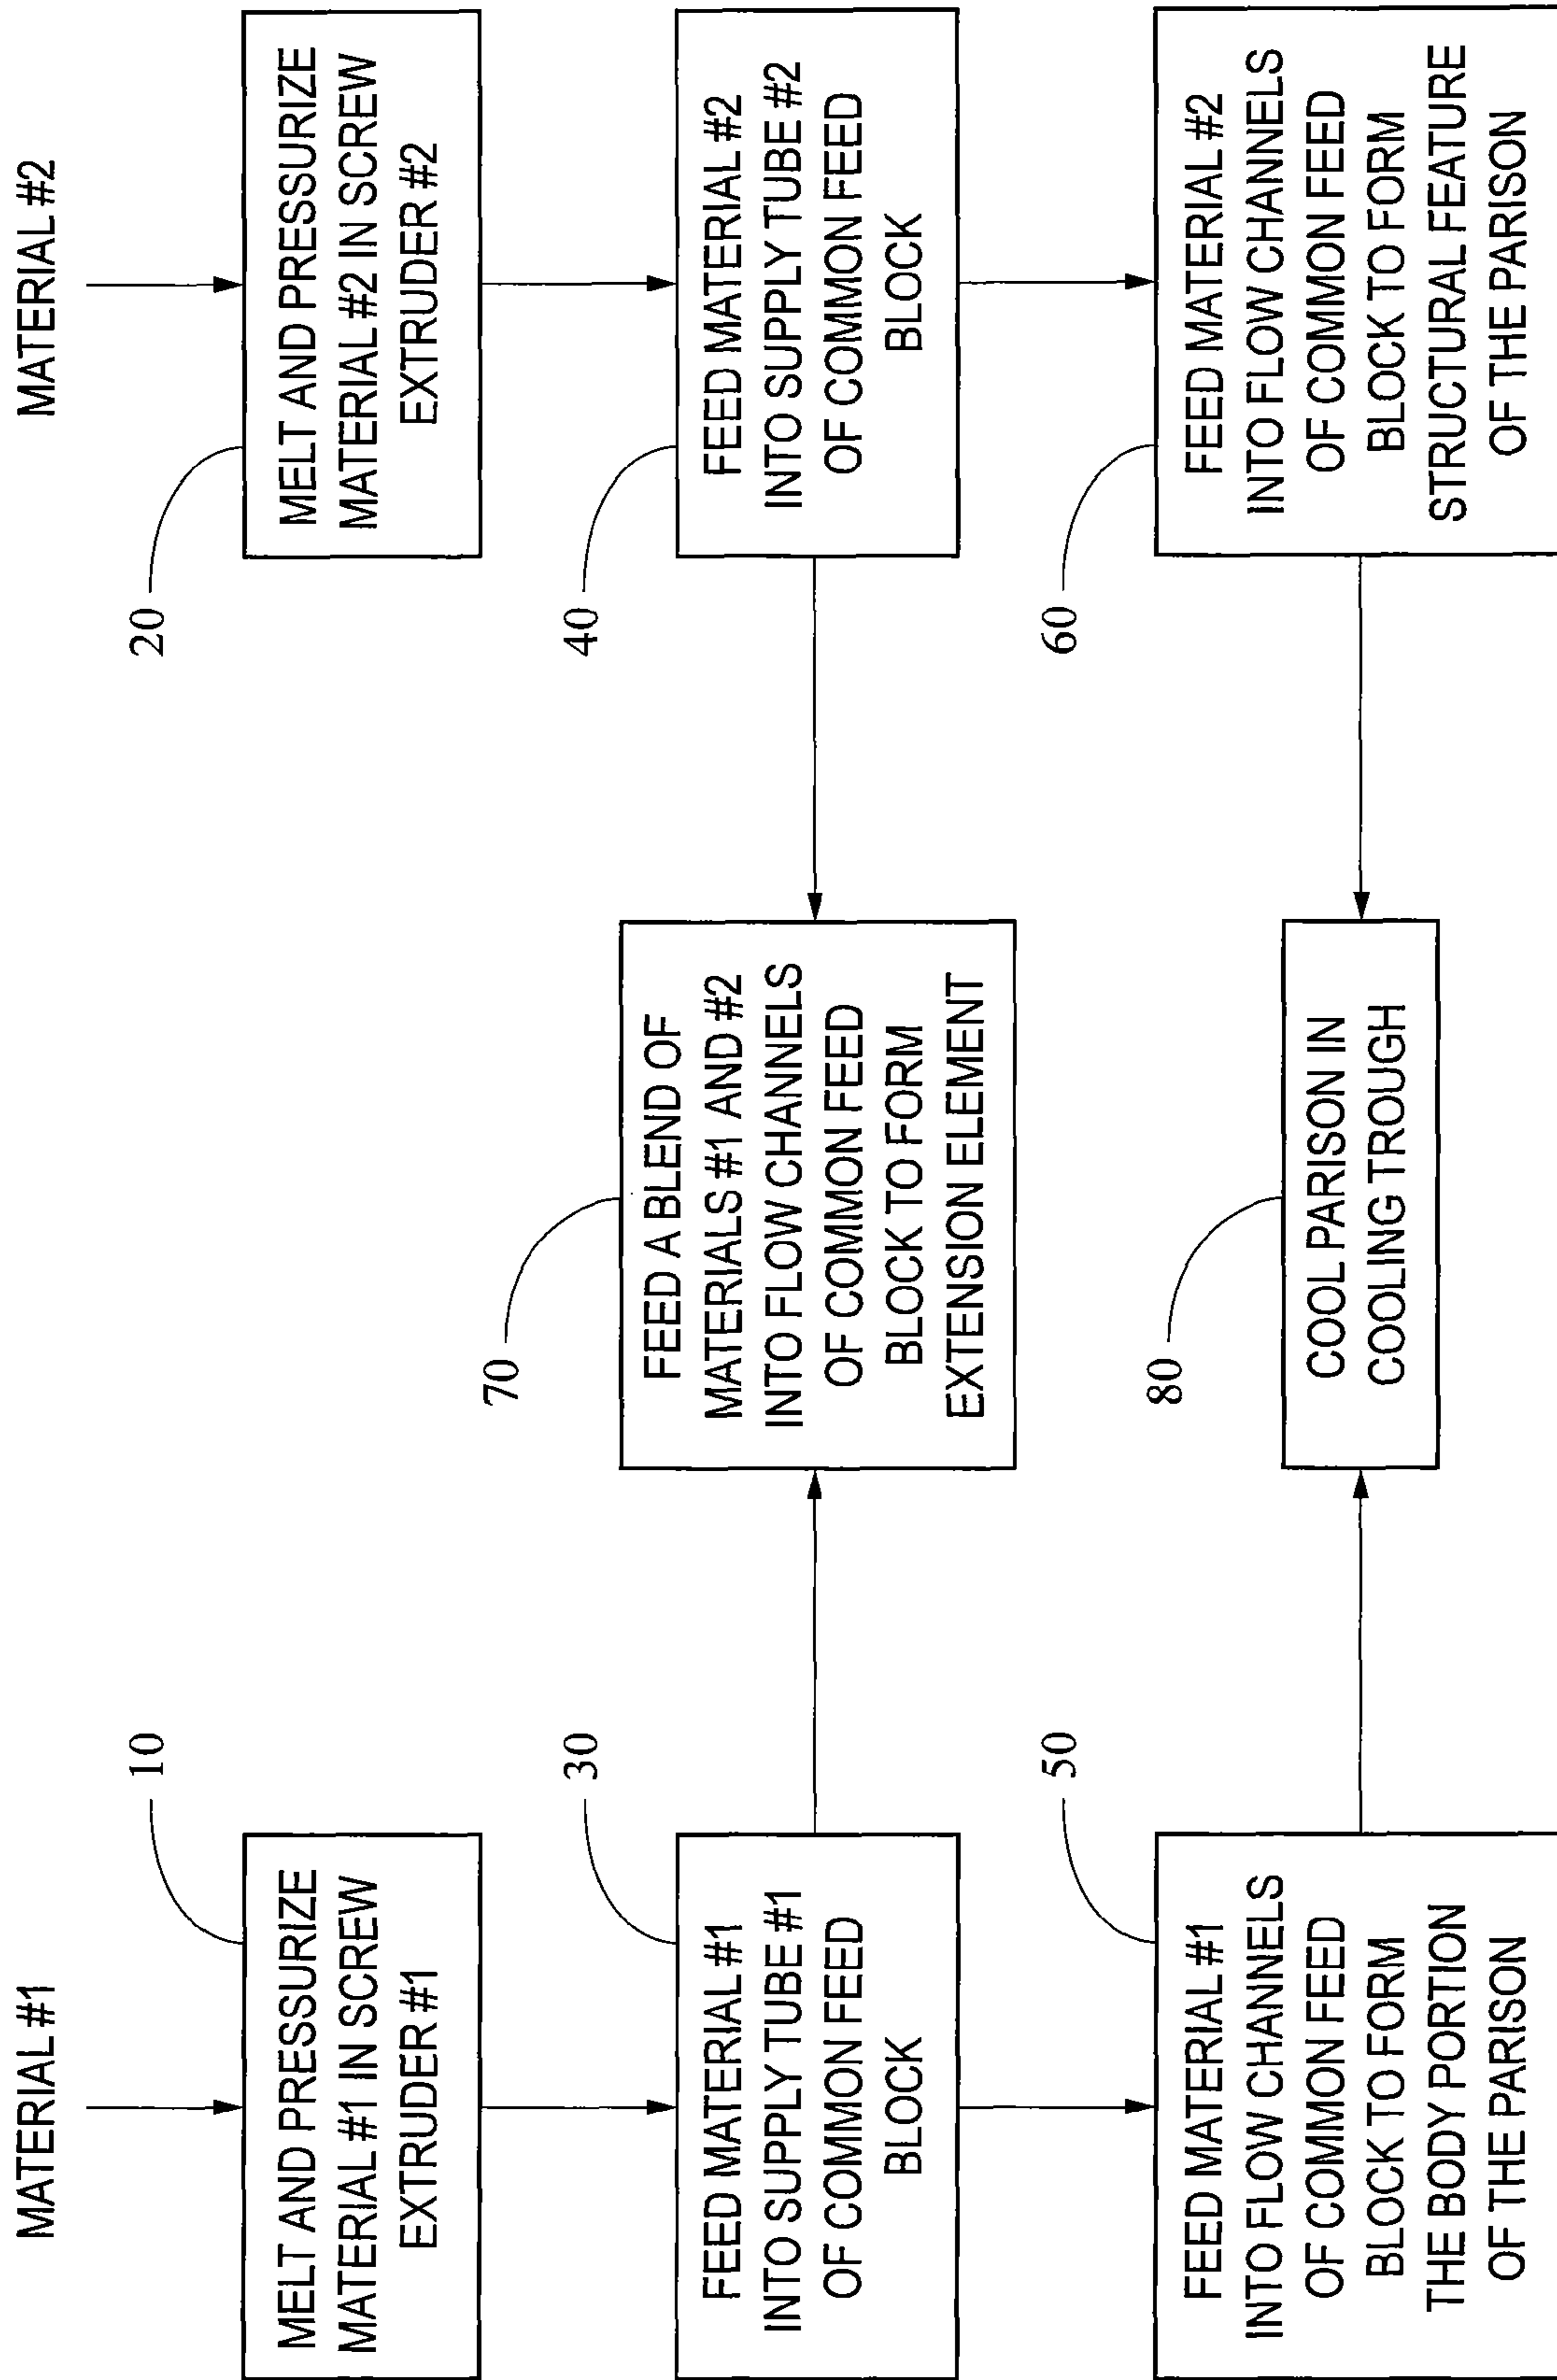 MATERIAL #1
MATERIAL #2
10
MELT AND PRESSURIZE
MATERIAL #1 IN SCREW
EXTRUDER #1
20
MELT AND PRESSURIZE
MATERIAL #2 IN SCREW
EXTRUDER #2
30
FEED MATERIAL #1
INTO SUPPLY TUBE #1
OF COMMON FEED
BLOCK
70
FEED A BLEND OF
MATERIALS #1 AND #2
INTO FLOW CHANNELS
OF COMMON FEED
BLOCK TO FORM
EXTENSION ELEMENT
40
FEED MATERIAL #2
INTO SUPPLY TUBE #2
OF COMMON FEED
BLOCK
50
FEED MATERIAL #1
INTO FLOW CHANNELS
OF COMMON FEED
BLOCK TO FORM
THE BODY PORTION
OF THE PARISON
80
COOL PARISON IN
COOLING TROUGH
60
FEED MATERIAL #2
INTO FLOW CHANNELS
OF COMMON FEED
BLOCK TO FORM
STRUCTURAL FEATURE
OF THE PARISON